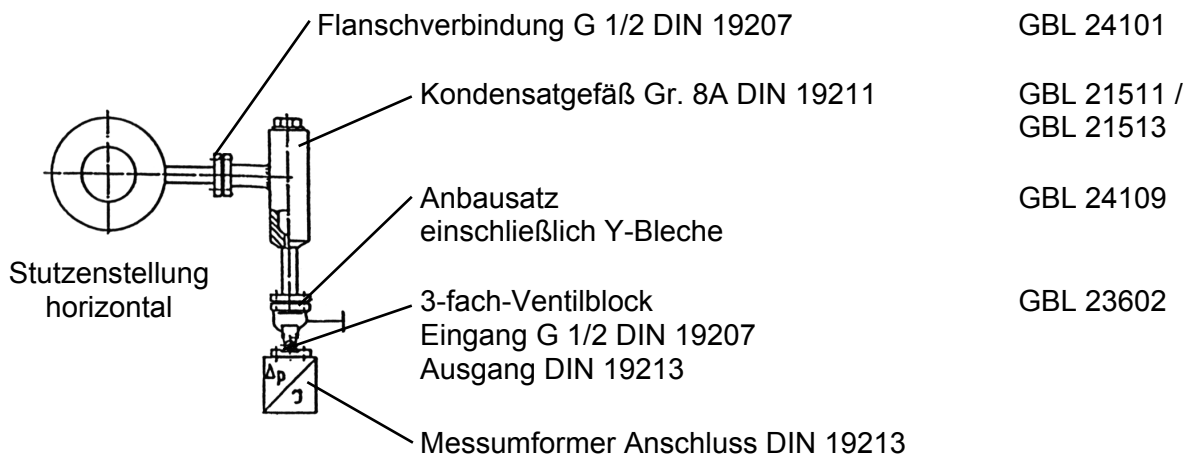 Flanschverbindung G 1/2 DIN 19207 GBL 24101
Kondensatgefäß Gr. 8A DIN 19211 GBL 21511 /
GBL 21513
Anbausatz GBL 24109
einschließlich Y-Bleche
Stutzenstellung
horizontal
3-fach-Ventilblock GBL 23602
Eingang G 1/2 DIN 19207
Ausgang DIN 19213
Δp
J
Messumformer Anschluss DIN 19213